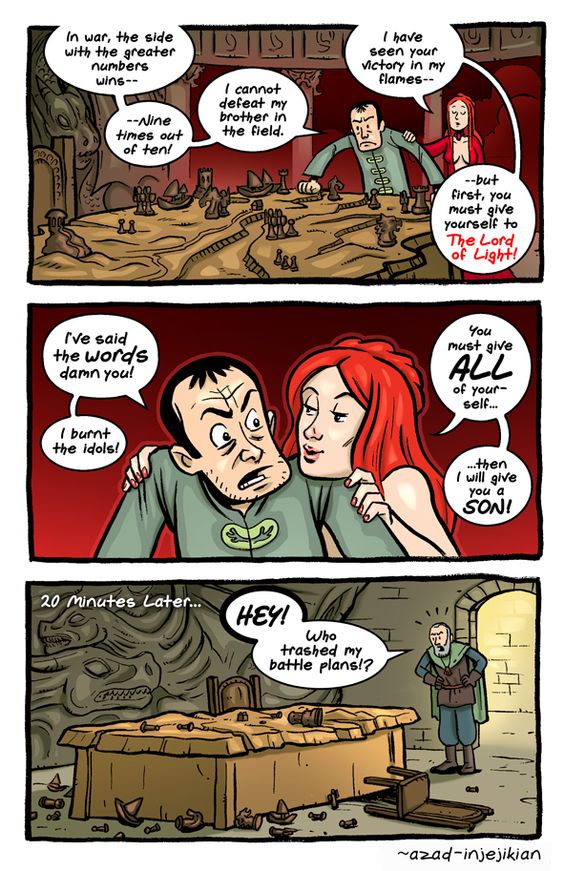 In war, the side
with the greater
numbers
wins--
--Nine
times out
of ten!
I cannot
defeat my
brother in
the field.
I have
seen your
victory in my
flames--
--but
first, you
must give
yourself to
The Lord
of Light!
I've said
the words
damn you!
I burnt
the idols!
You
must give
ALL
of your-
self...
...then
I will give
you a
SON!
20 Minutes Later...
HEY!
Who
trashed my
battle plans!?
~azad-injejikian